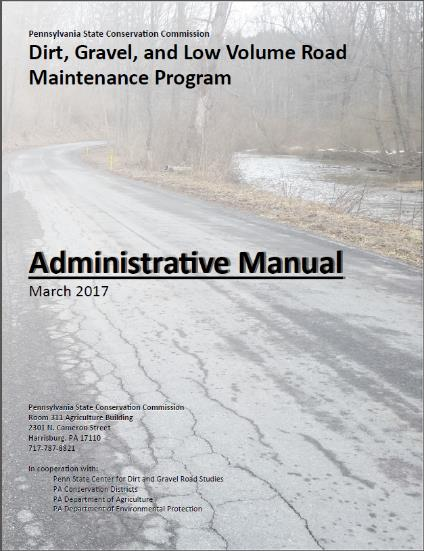 Pennsylvania State Conservation Commission
Dirt, Gravel, and Low Volume Road
Maintenance Program
Administrative Manual
March 2017
Pennsylvania State Conservation Commission
Room 311 Agriculture Building
2301 N. Cameron Street
Harrisburg, PA 17110
717-787-8821
In cooperation with:
Penn State Center for Dirt and Gravel Road Studies
PA Conservation Districts
PA Department of Agriculture
PA Department of Environmental Protection